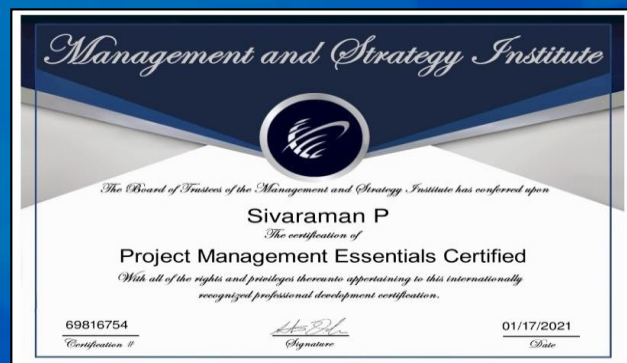 Management and Strategy Institute
The Board of Trustees of the Management and Strategy Institute has conferred upon
Sivaraman P
The certification of
Project Management Essentials Certified
With all of the rights and privileges thereunto appertaining to this internationally
recognized professional development certification.
69816754 01/17/2021
Certification # Signature Date